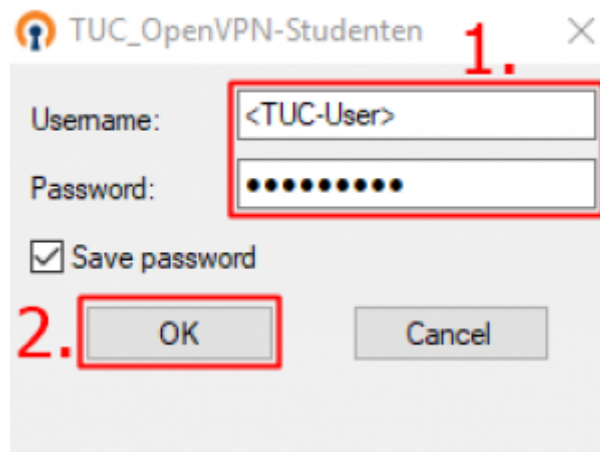 TUC_OpenVPN-Studenten
1.
Username: <TUC-User>
Password: ●●●●●●●●●
Save password
2. OK Cancel